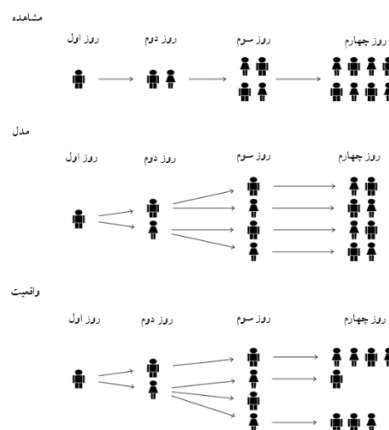 مشاهده
روز اول روز دوم روز سوم روز چهارم
مدل
روز اول روز دوم روز سوم روز چهارم
واقعیت
روز اول روز دوم روز سوم روز چهارم